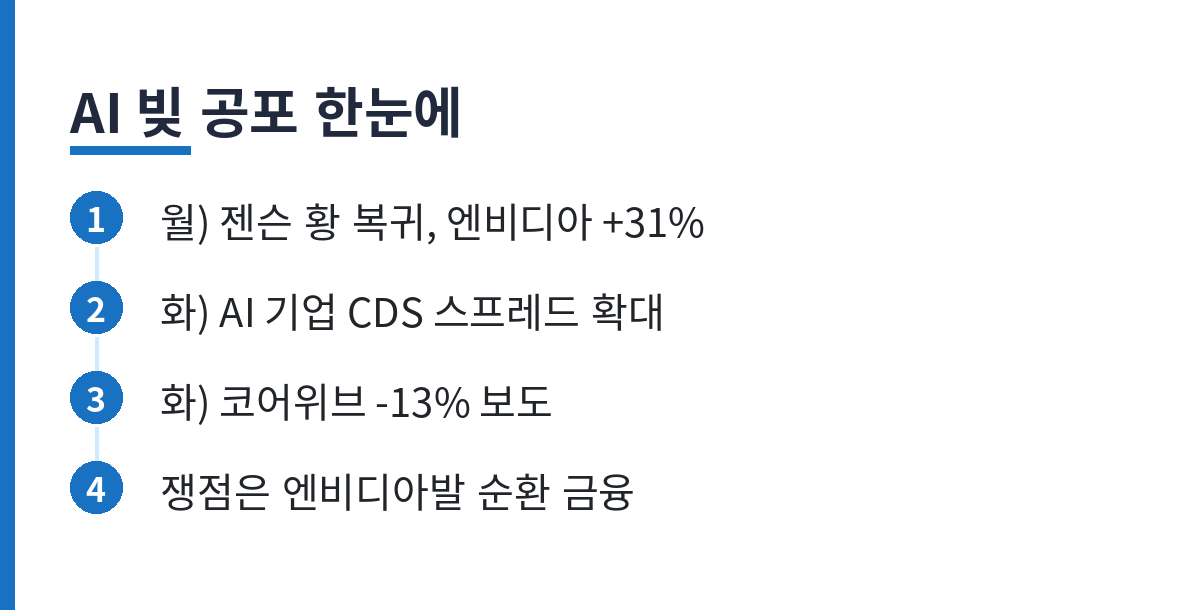 AI 빚 공포 한눈에
1 월) 젠슨 황 복귀, 엔비디아 +31%
2 화) AI 기업 CDS 스프레드 확대
3 화) 코어위브 -13% 보도
4 쟁점은 엔비디아발 순환 금융